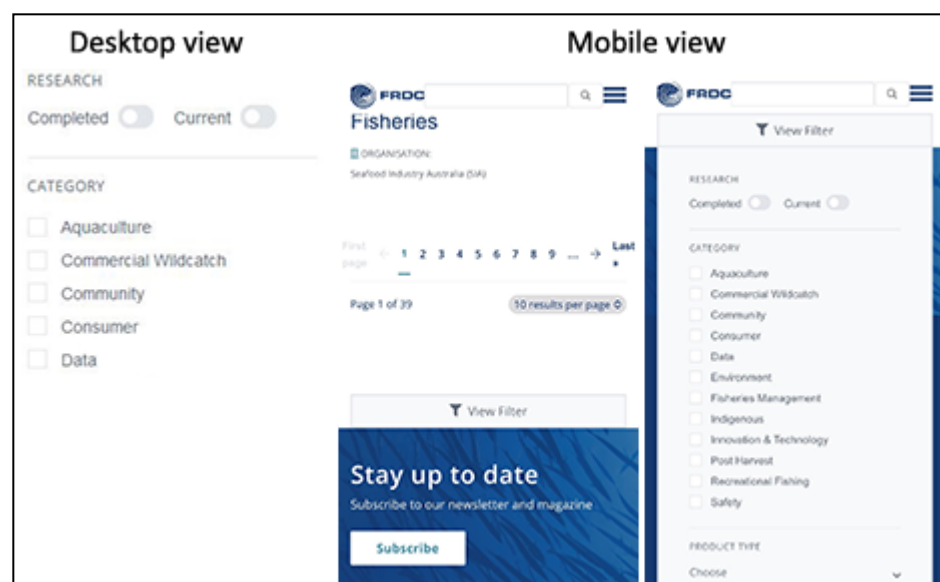 Desktop view
RESEARCH
Completed Current
CATEGORY
Aquaculture
Commercial Wildcatch
Community
Consumer
Data
Mobile view
FRDC
Fisheries
ORGANISATION:
Seafood Industry Australia (SIA)
First page ← 1 2 3 4 5 6 7 8 9 ... → Last »
Page 1 of 39 10 results per page
View Filter
Stay up to date
Subscribe to our newsletter and magazine
Subscribe
FRDC
View Filter
RESEARCH
Completed Current
CATEGORY
Aquaculture
Commercial Wildcatch
Community
Consumer
Data
Environment
Fisheries Management
Indigenous
Innovation & Technology
Post Harvest
Recreational Fishing
Safety
PRODUCT TYPE
Choose